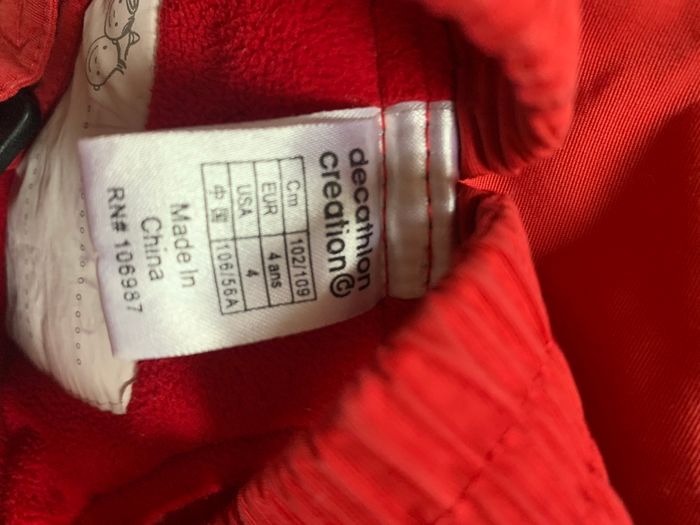 decathlon
creation©
Cm 102/109
EUR 4 ans
USA 4
中国 106/56A
Made In
China
RN# 106987